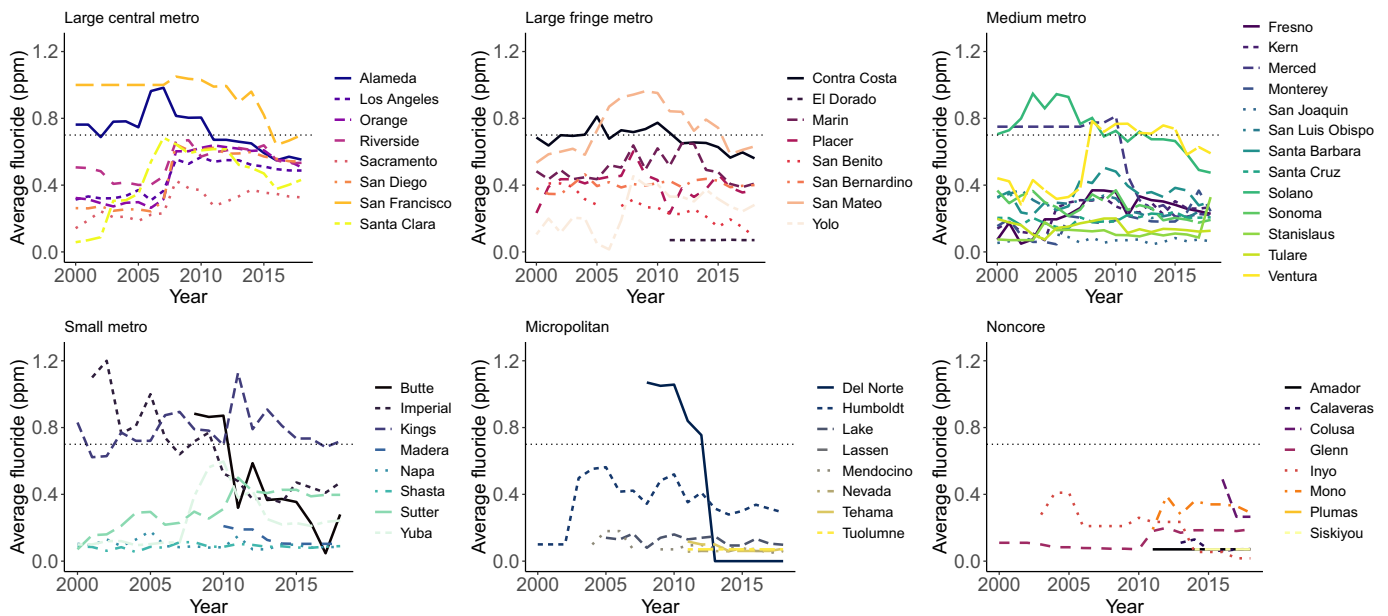 Large central metro
Average fluoride (ppm)
1.2
0.8
0.4
0.0
2000 2005 2010 2015
Year
Alameda
Los Angeles
Orange
Riverside
Sacramento
San Diego
San Francisco
Santa Clara
Large fringe metro
Average fluoride (ppm)
1.2
0.8
0.4
0.0
2000 2005 2010 2015
Year
Contra Costa
El Dorado
Marin
Placer
San Benito
San Bernardino
San Mateo
Yolo
Medium metro
Average fluoride (ppm)
1.2
0.8
0.4
0.0
2000 2005 2010 2015
Year
Fresno
Kern
Merced
Monterey
San Joaquin
San Luis Obispo
Santa Barbara
Santa Cruz
Solano
Sonoma
Stanislaus
Tulare
Ventura
Small metro
Average fluoride (ppm)
1.2
0.8
0.4
0.0
2000 2005 2010 2015
Year
Butte
Imperial
Kings
Madera
Napa
Shasta
Sutter
Yuba
Micropolitan
Average fluoride (ppm)
1.2
0.8
0.4
0.0
2000 2005 2010 2015
Year
Del Norte
Humboldt
Lake
Lassen
Mendocino
Nevada
Tehama
Tuolumne
Noncore
Average fluoride (ppm)
1.2
0.8
0.4
0.0
2000 2005 2010 2015
Year
Amador
Calaveras
Colusa
Glenn
Inyo
Mono
Plumas
Siskiyou